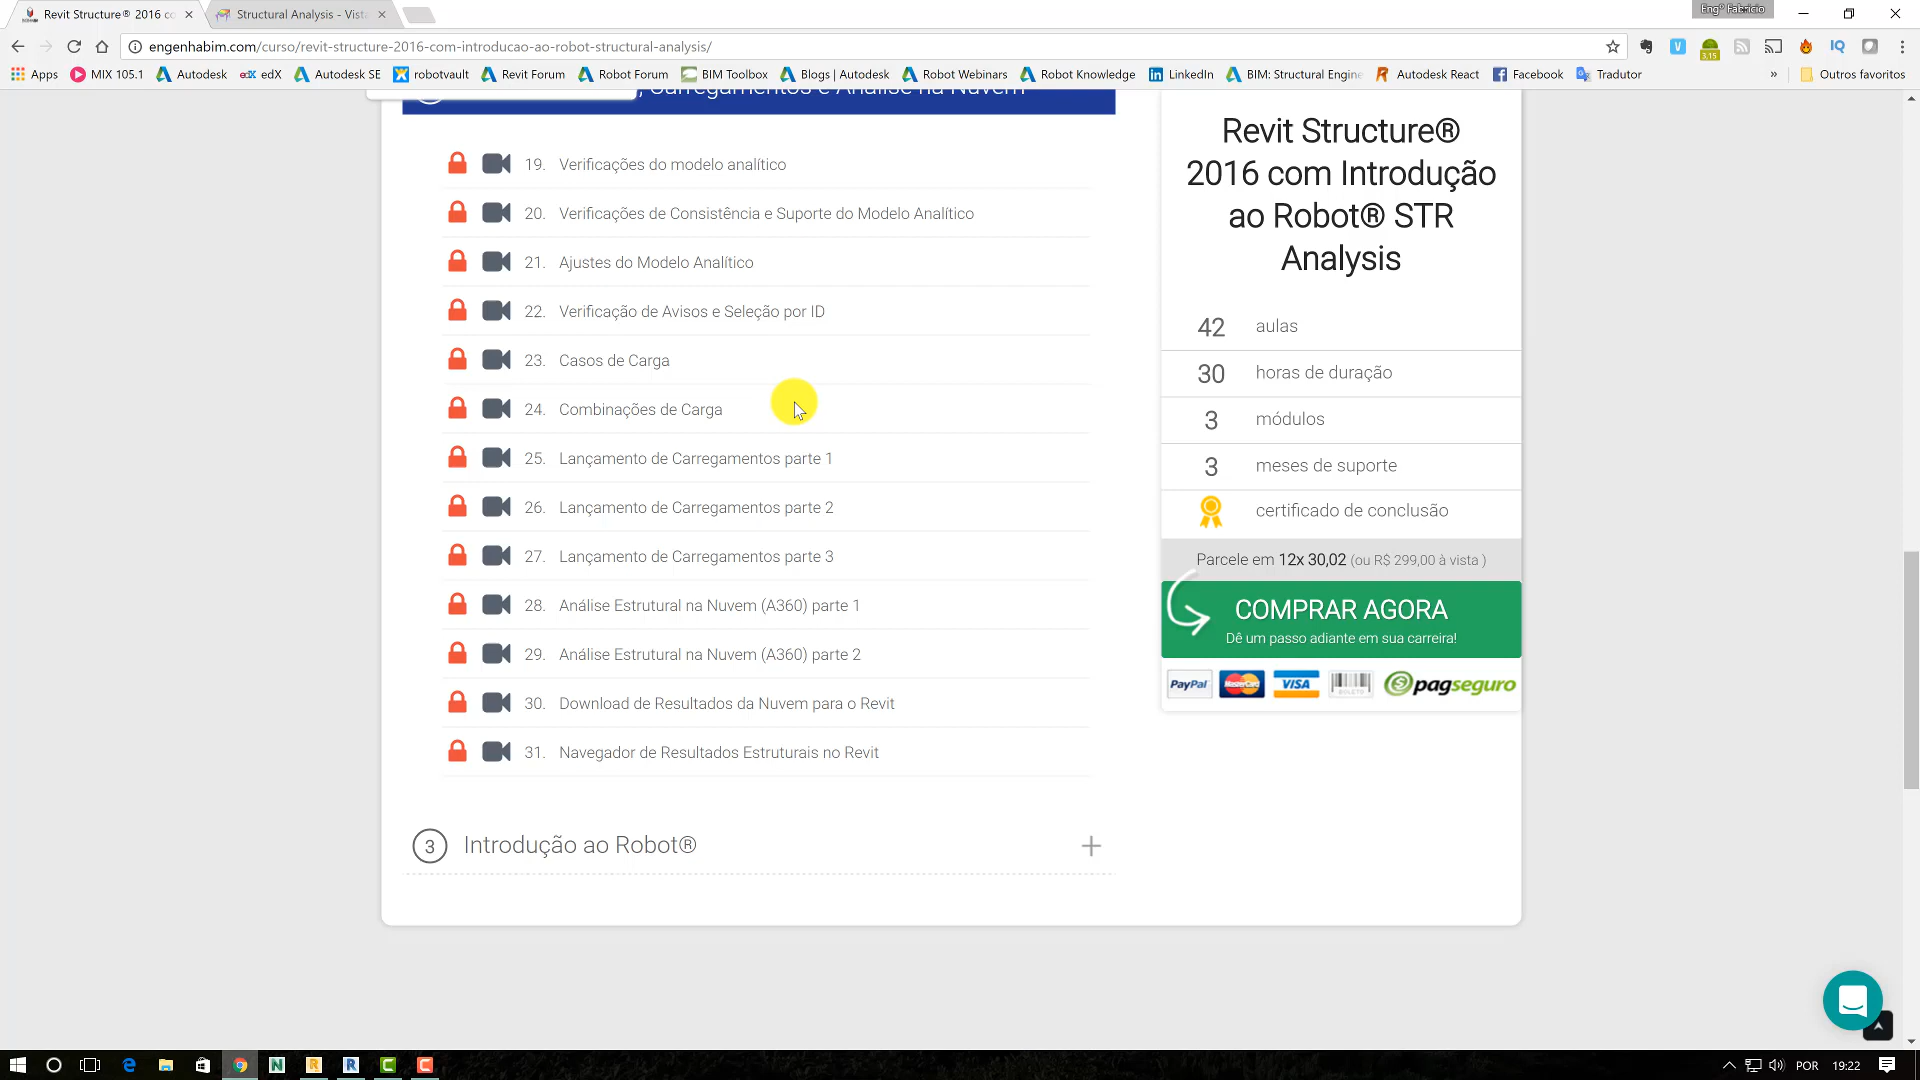 Revit Structure® 2016 co
Structural Analysis - Vist
Engº Fabricio
engenhabim.com/curso/revit-structure-2016-com-introducao-ao-robot-structural-analysis/
Apps MIX 105.1 Autodesk edX Autodesk SE robotvault Revit Forum Robot Forum BIM Toolbox Blogs | Autodesk Robot Webinars Robot Knowledge LinkedIn BIM: Structural Engine Autodesk React Facebook Tradutor » Outros favoritos
3.15
, Carregamentos e Análise na Nuvem
19. Verificações do modelo analítico
20. Verificações de Consistência e Suporte do Modelo Analítico
21. Ajustes do Modelo Analítico
22. Verificação de Avisos e Seleção por ID
23. Casos de Carga
24. Combinações de Carga
25. Lançamento de Carregamentos parte 1
26. Lançamento de Carregamentos parte 2
27. Lançamento de Carregamentos parte 3
28. Análise Estrutural na Nuvem (A360) parte 1
29. Análise Estrutural na Nuvem (A360) parte 2
30. Download de Resultados da Nuvem para o Revit
31. Navegador de Resultados Estruturais no Revit
3 Introdução ao Robot® +
Revit Structure®
2016 com Introdução
ao Robot® STR
Analysis
42 aulas
30 horas de duração
3 módulos
3 meses de suporte
certificado de conclusão
Parcele em 12x 30,02 (ou R$ 299,00 à vista )
COMPRAR AGORA
Dê um passo adiante em sua carreira!
PayPal MasterCard VISA BOLETO pagseguro
POR 19:22